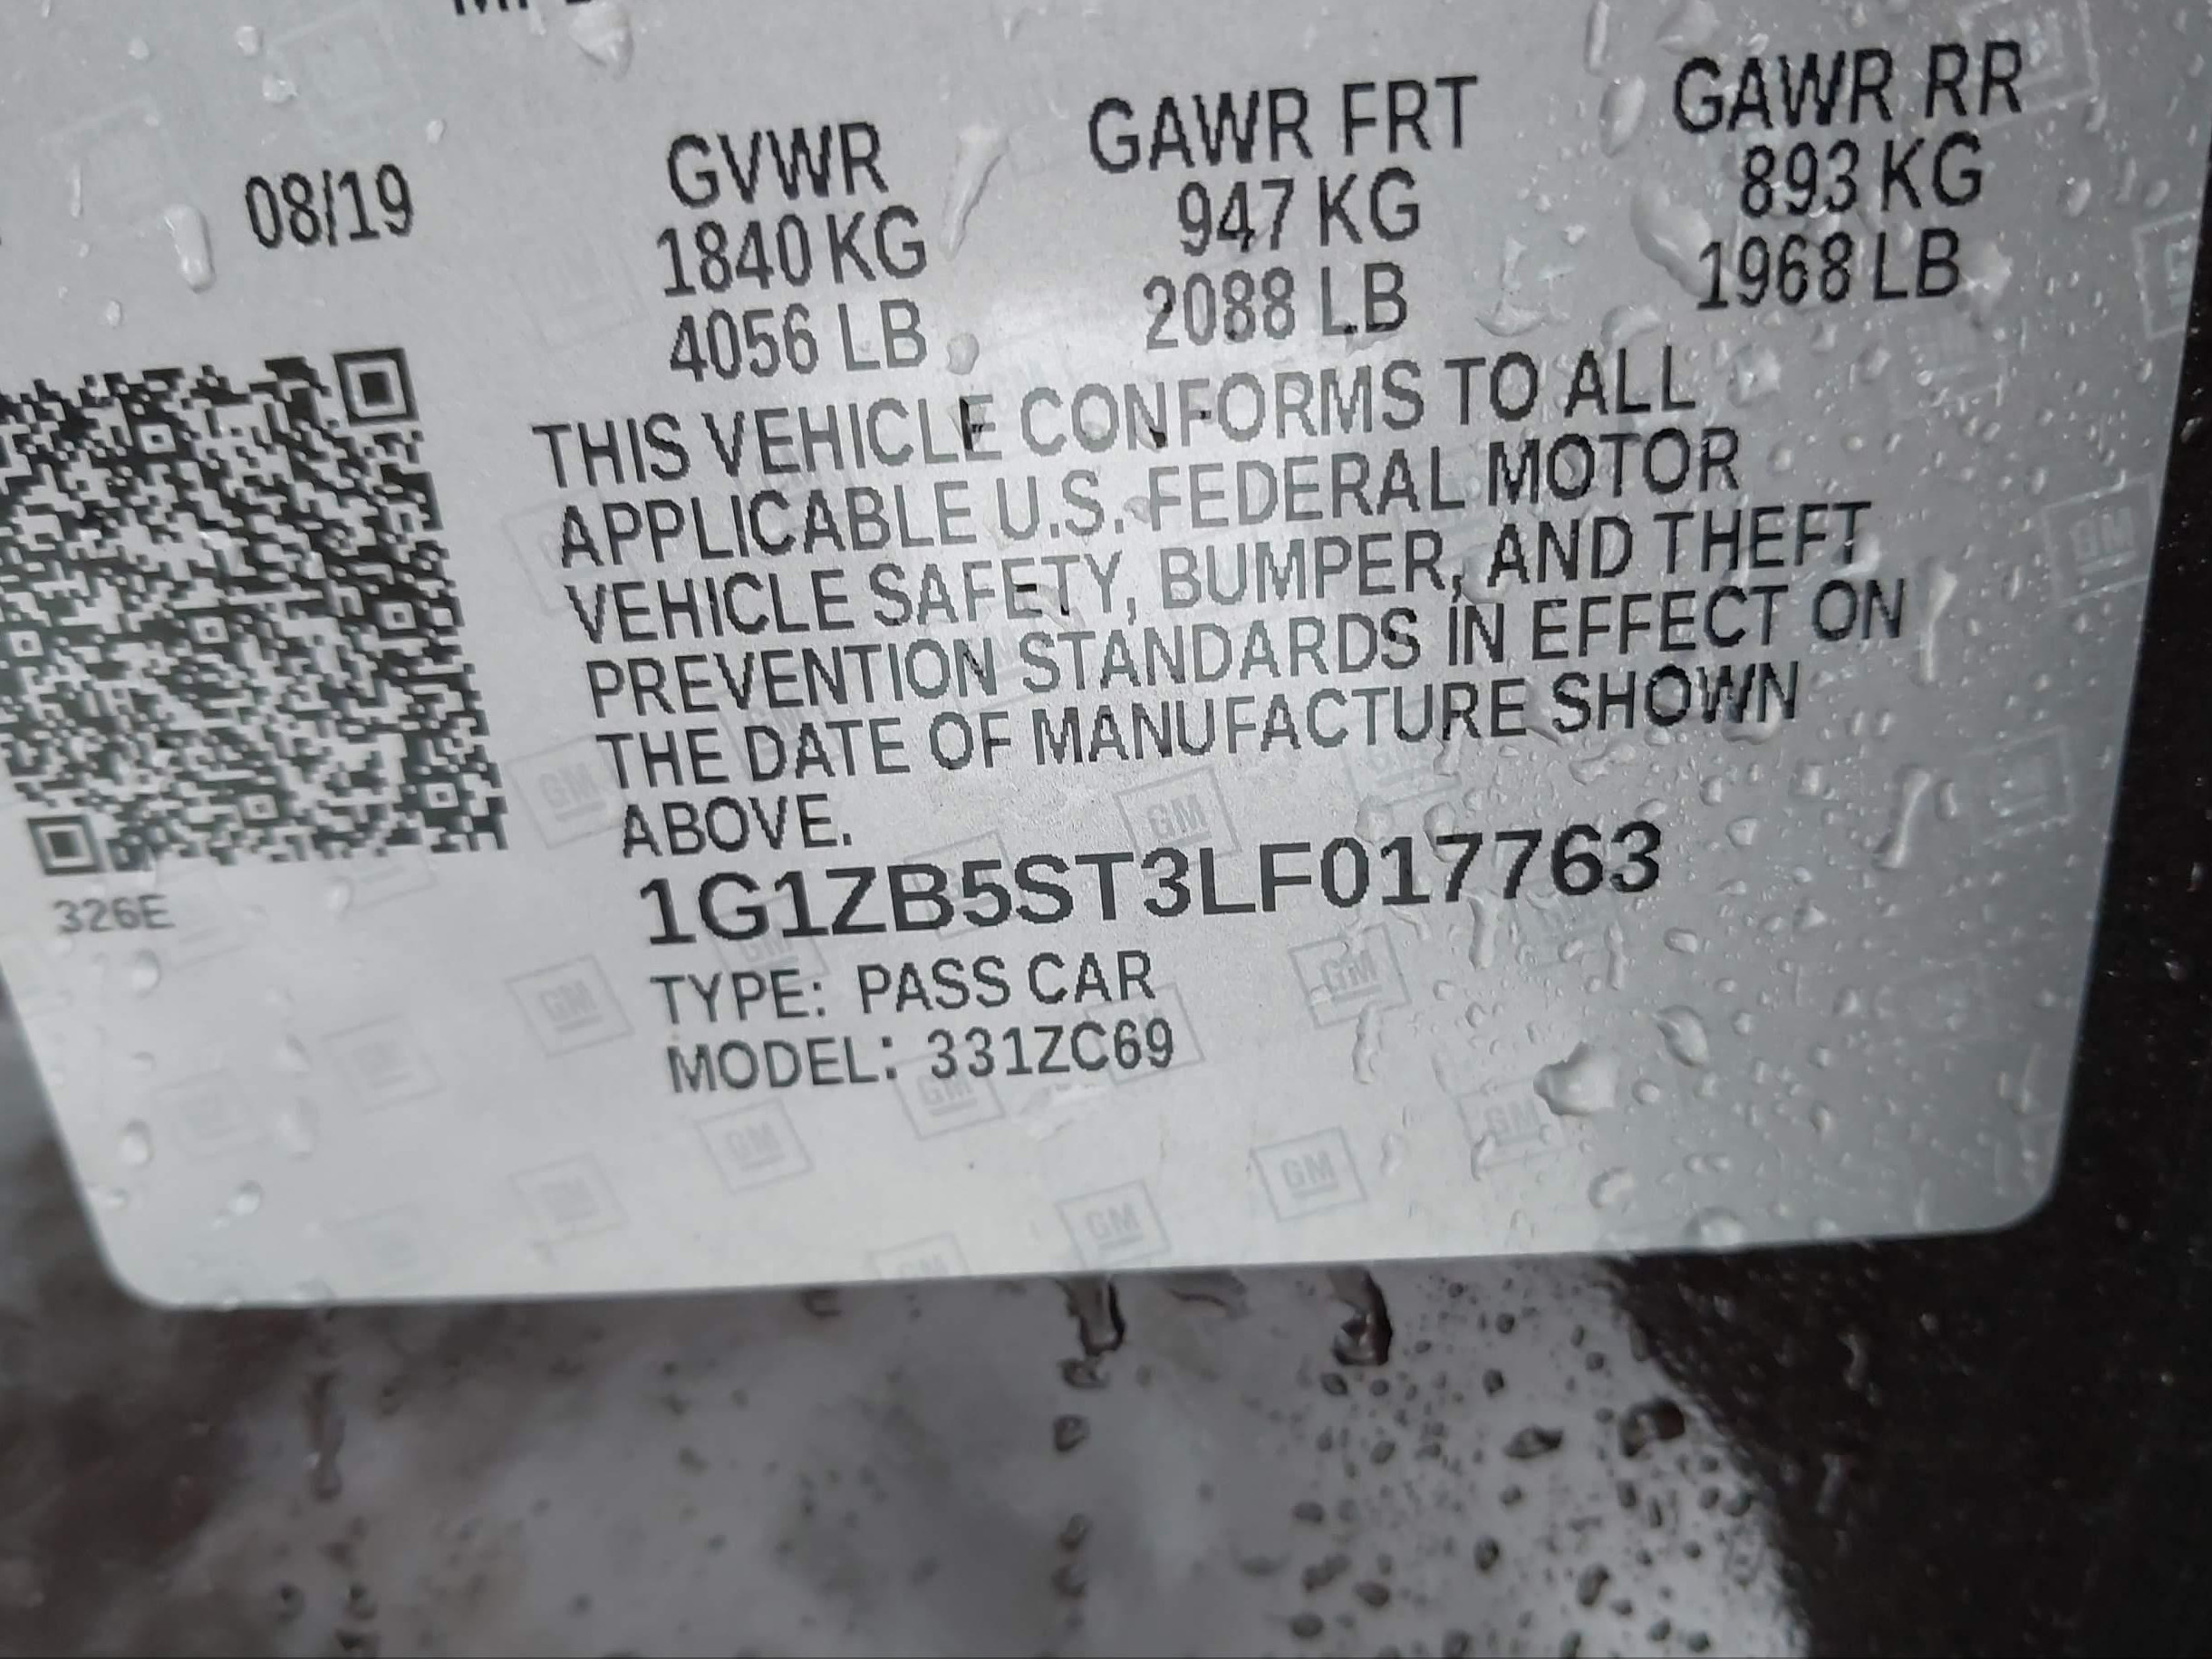 08/19
GVWR
1840 KG
4056 LB
GAWR FRT
947 KG
2088 LB
GAWR RR
893 KG
1968 LB
THIS VEHICLE CONFORMS TO ALL
APPLICABLE U.S. FEDERAL MOTOR
VEHICLE SAFETY, BUMPER, AND THEFT
PREVENTION STANDARDS IN EFFECT ON
THE DATE OF MANUFACTURE SHOWN
ABOVE.
1G1ZB5ST3LF017763
TYPE: PASS CAR
MODEL: 331ZC69
326E
GM